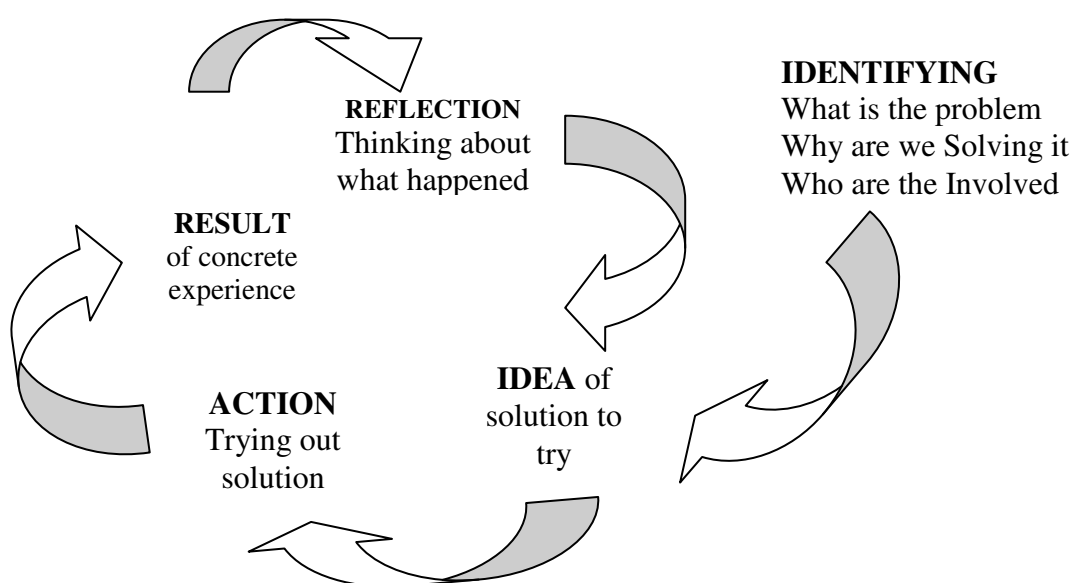 IDENTIFYING
What is the problem
Why are we Solving it
Who are the Involved
REFLECTION
Thinking about
what happened
RESULT
of concrete
experience
IDEA of
solution to
try
ACTION
Trying out
solution